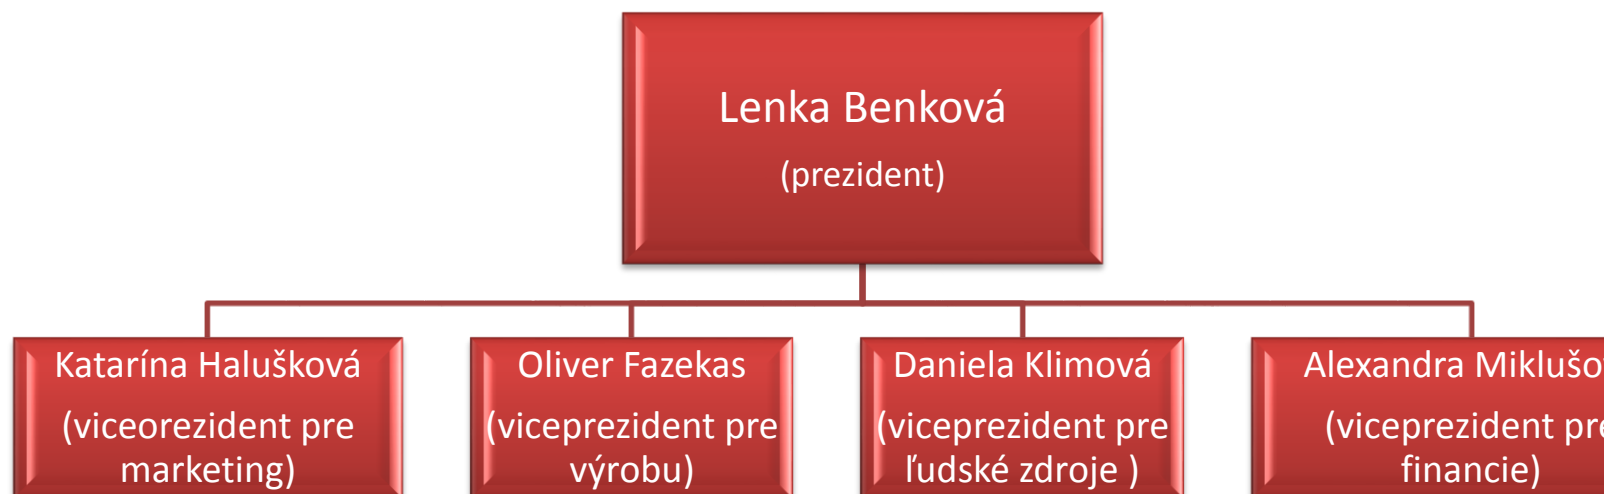 Lenka Benková
(prezident)
Katarína Halušková
(viceorezident pre
marketing)
Oliver Fazekas
(viceprezident pre
výrobu)
Daniela Klimová
(viceprezident pre
ľudské zdroje )
Alexandra
(viceprezident pre
financie)